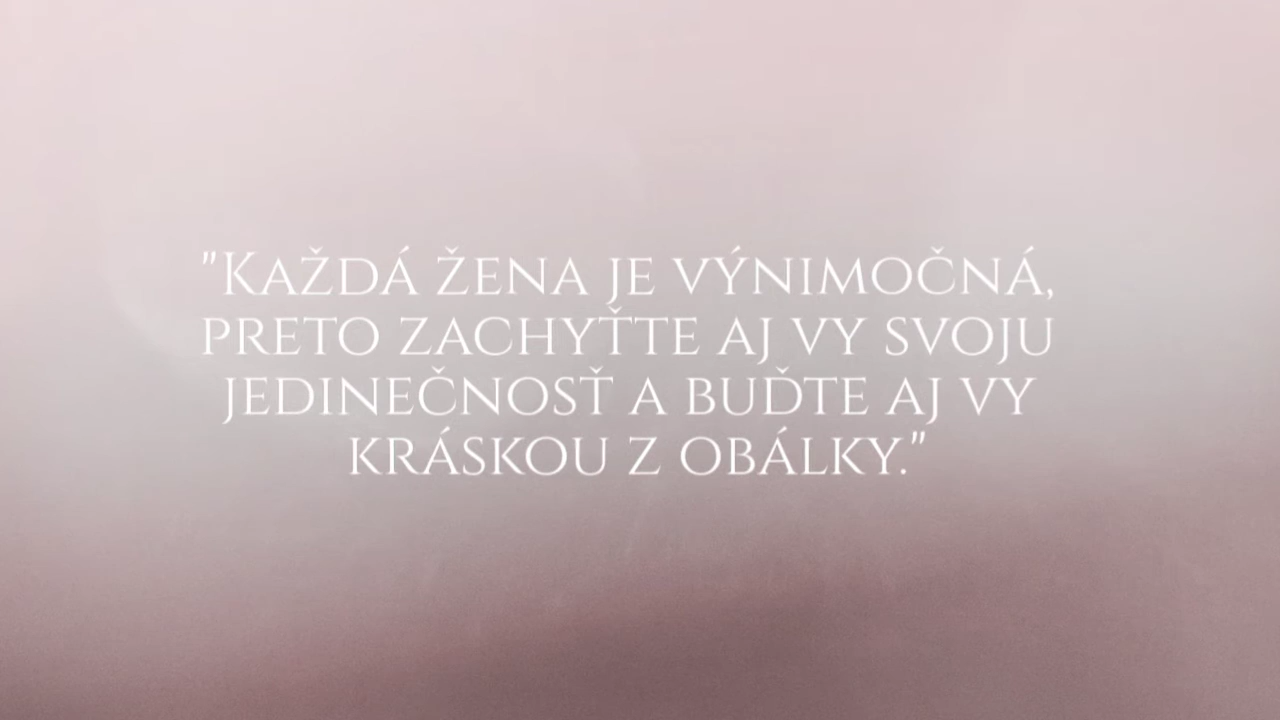 "Každá žena je výnimočná,
preto zachyťte aj vy svoju
jedinečnosť a buďte aj vy
kráskou z obálky."